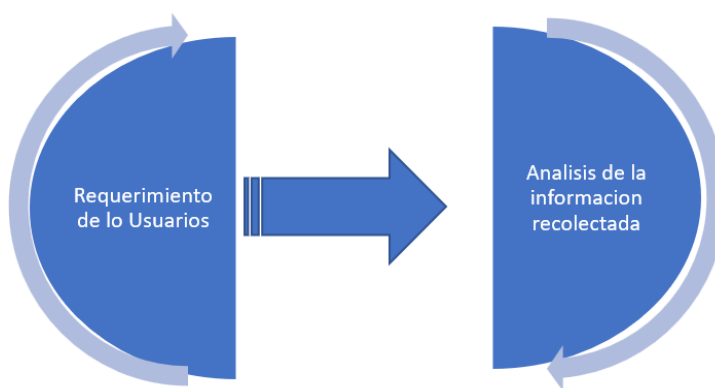 Requerimiento
de lo Usuarios
Analisis de la
informacion
recolectada